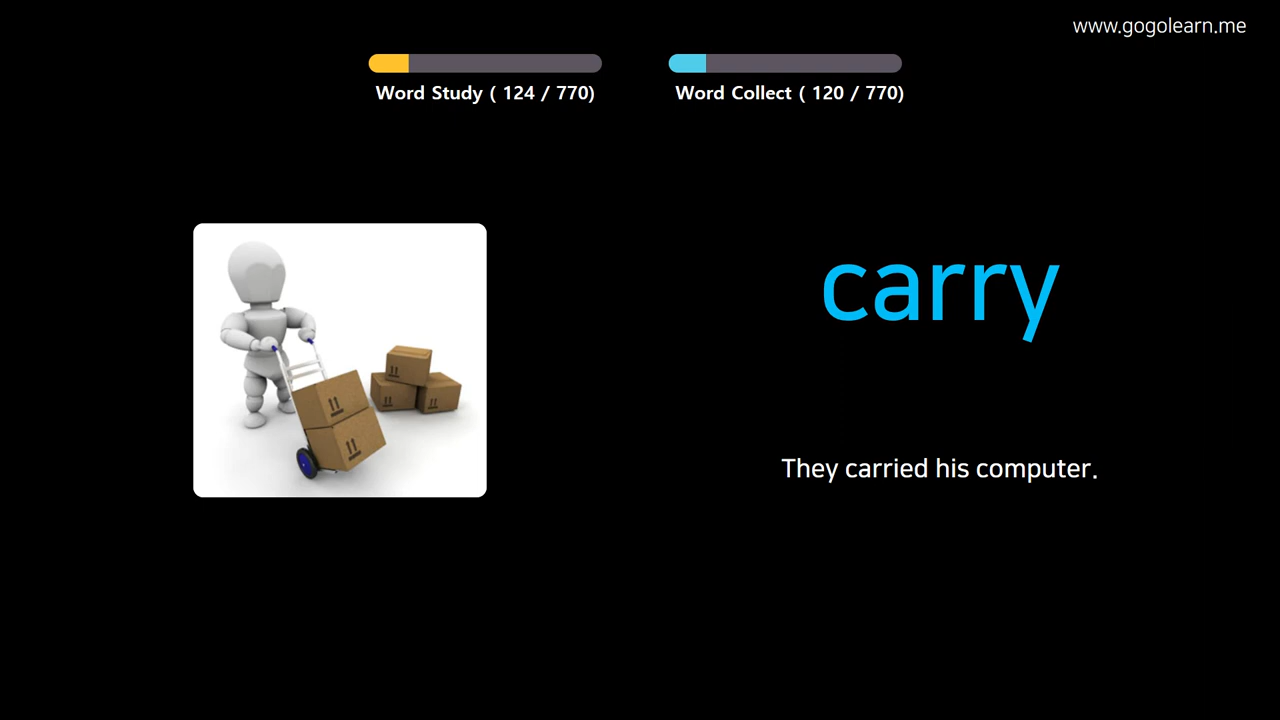 www.gogolearn.me
Word Study ( 124 / 770)
Word Collect ( 120 / 770)
carry
They carried his computer.